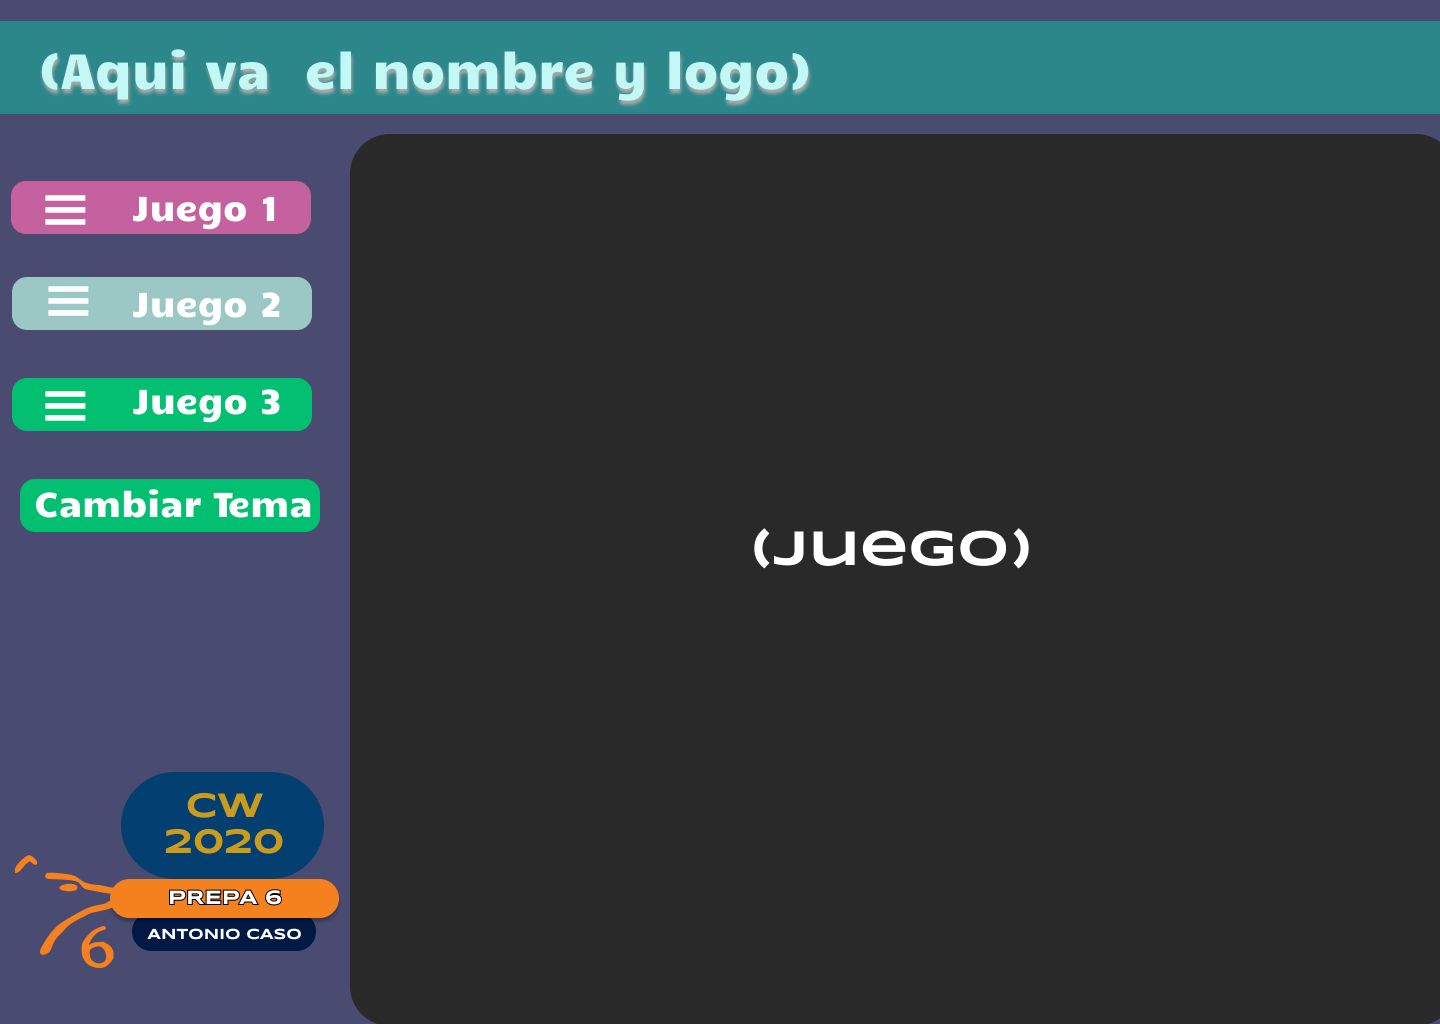 (Aqui va el nombre y logo)
Juego 1
Juego 2
Juego 3
Cambiar Tema
(Juego)
CW
2020
PREPA 6
ANTONIO CASO
6